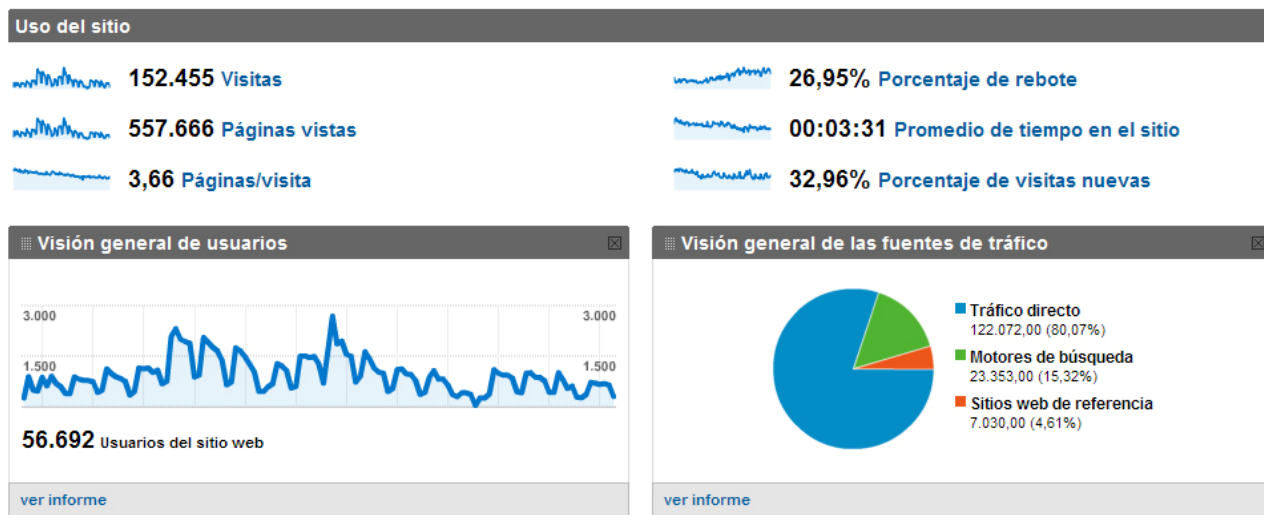 Uso del sitio
152.455 Visitas
557.666 Páginas vistas
3,66 Páginas/visita
26,95% Porcentaje de rebote
00:03:31 Promedio de tiempo en el sitio
32,96% Porcentaje de visitas nuevas
Visión general de usuarios
3.000 3.000
1.500 1.500
56.692 Usuarios del sitio web
ver informe
Visión general de las fuentes de tráfico
Tráfico directo
122.072,00 (80,07%)
Motores de búsqueda
23.353,00 (15,32%)
Sitios web de referencia
7.030,00 (4,61%)
ver informe